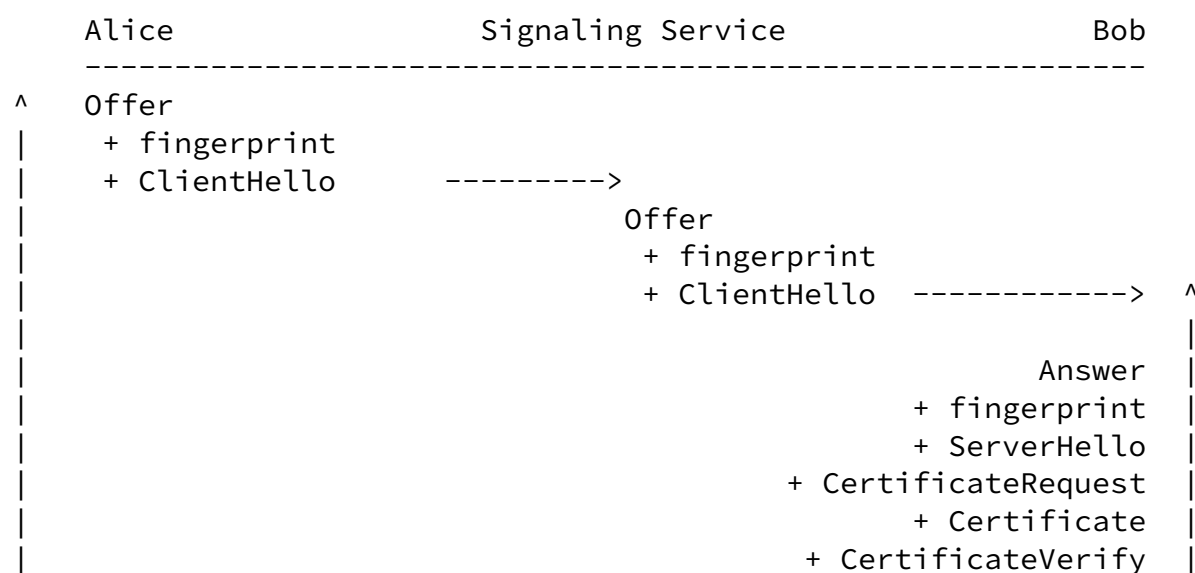 Alice                 Signaling Service                 Bob
-----------------------------------------------------------
^   Offer
|    + fingerprint
|    + ClientHello      --------->
|                                 Offer
|                                  + fingerprint
|                                  + ClientHello  ------------>  ^
|                                                                |
|                                                        Answer  |
|                                                 + fingerprint  |
|                                                 + ServerHello  |
|                                          + CertificateRequest  |
|                                                 + Certificate  |
|                                           + CertificateVerify  |